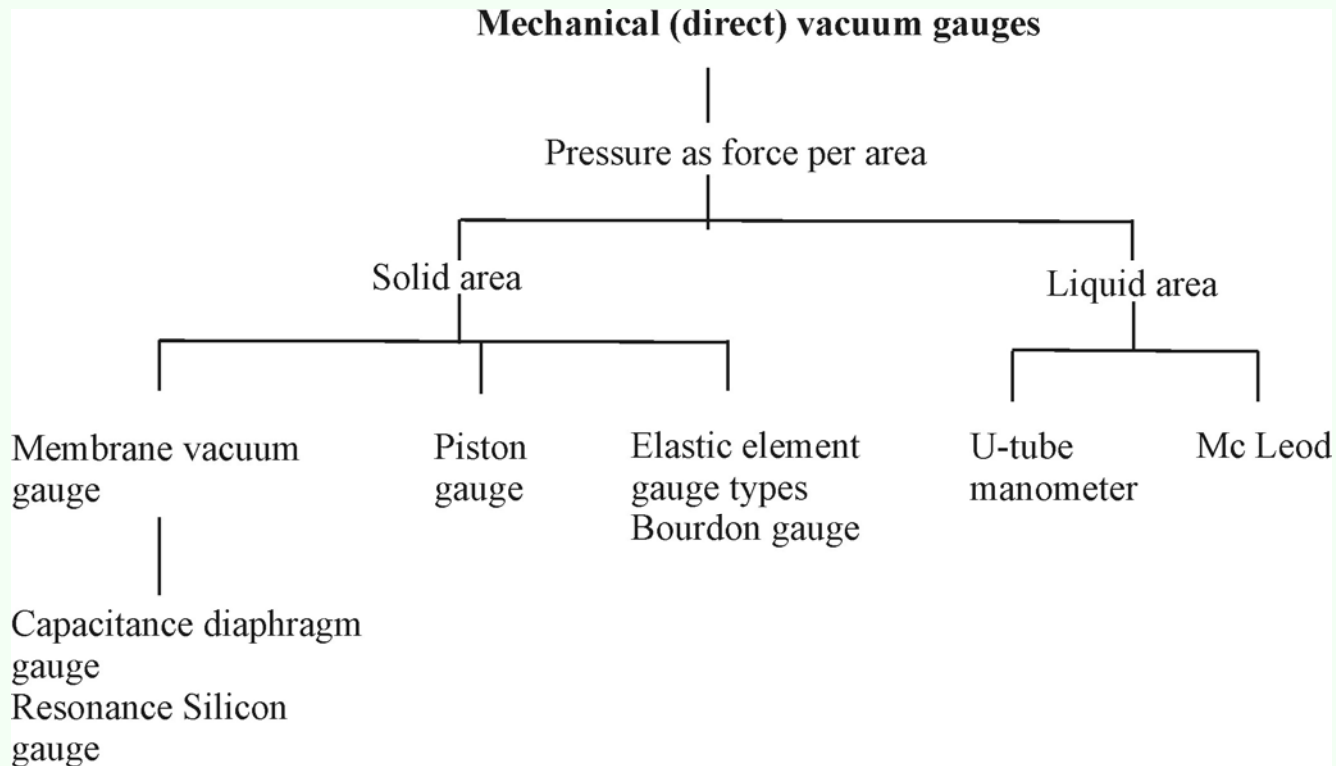 Mechanical (direct) vacuum gauges
Pressure as force per area
Solid area
Liquid area
Membrane vacuum
gauge
Piston
gauge
Elastic element
gauge types
Bourdon gauge
U-tube
manometer
Mc Leod
Capacitance diaphragm
gauge
Resonance Silicon
gauge